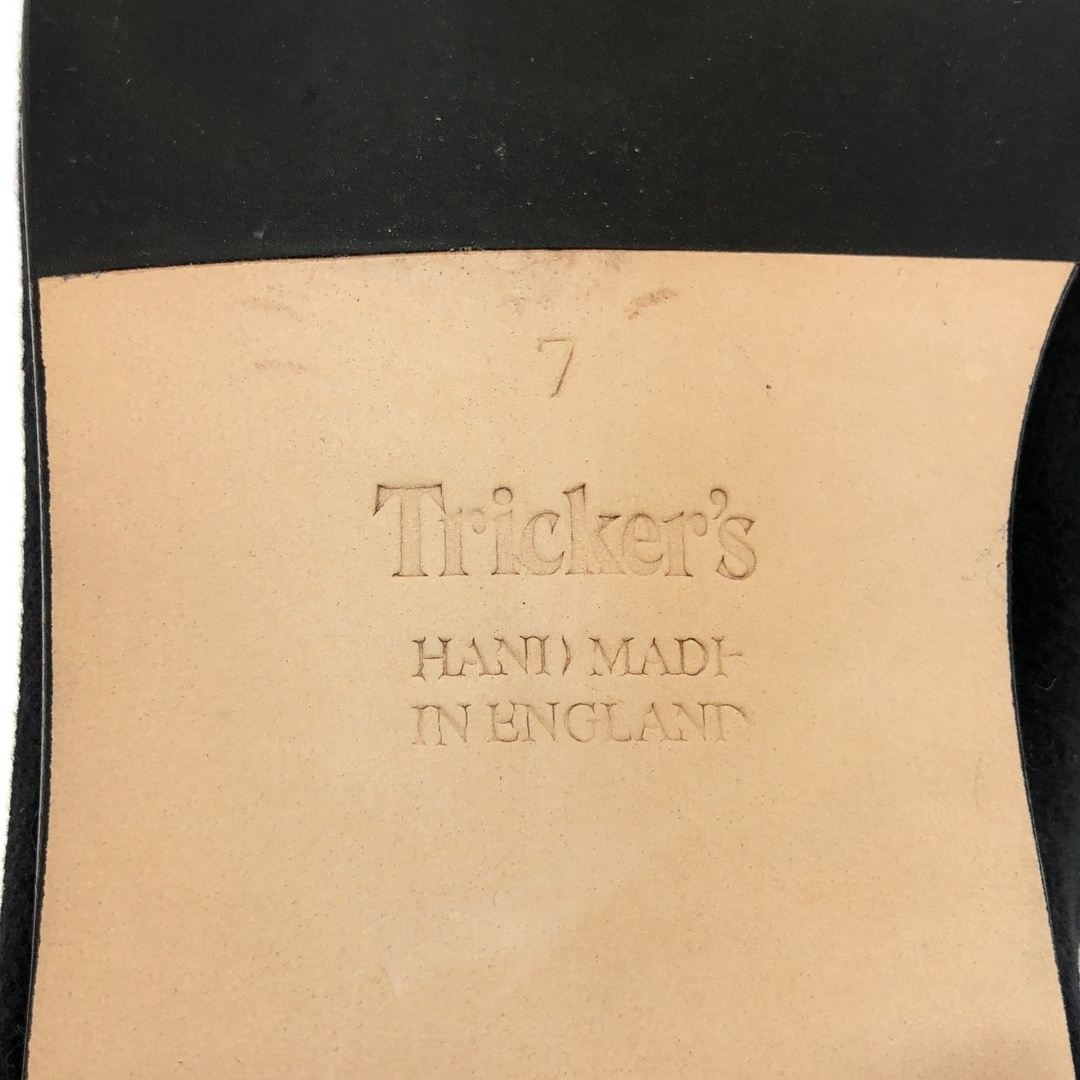 7
Tricker's
HAND MADE
IN ENGLAND